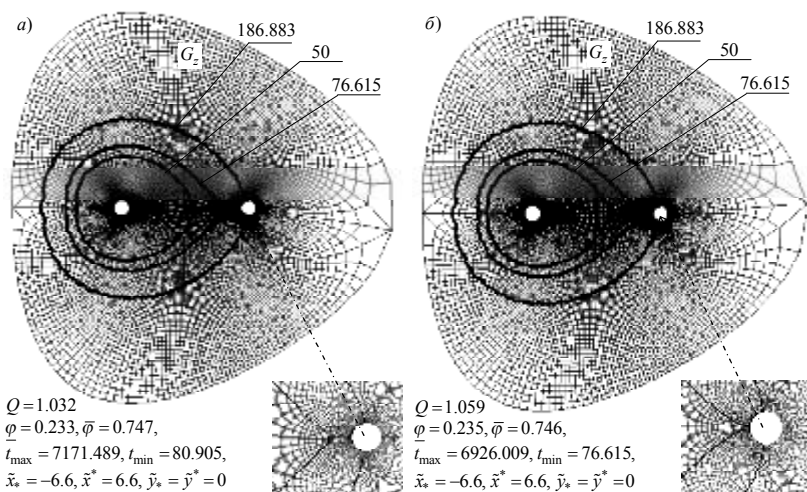 а)
186.883
G_z
50
76.615
Q = 1.032
φ = 0.233, φ̅ = 0.747,
t_max = 7171.489, t_min = 80.905,
x̃_* = −6.6, x̃^* = 6.6, ỹ_* = ỹ^* = 0
б)
186.883
G_z
50
76.615
Q = 1.059
φ = 0.235, φ̅ = 0.746,
t_max = 6926.009, t_min = 76.615,
x̃_* = −6.6, x̃^* = 6.6, ỹ_* = ỹ^* = 0